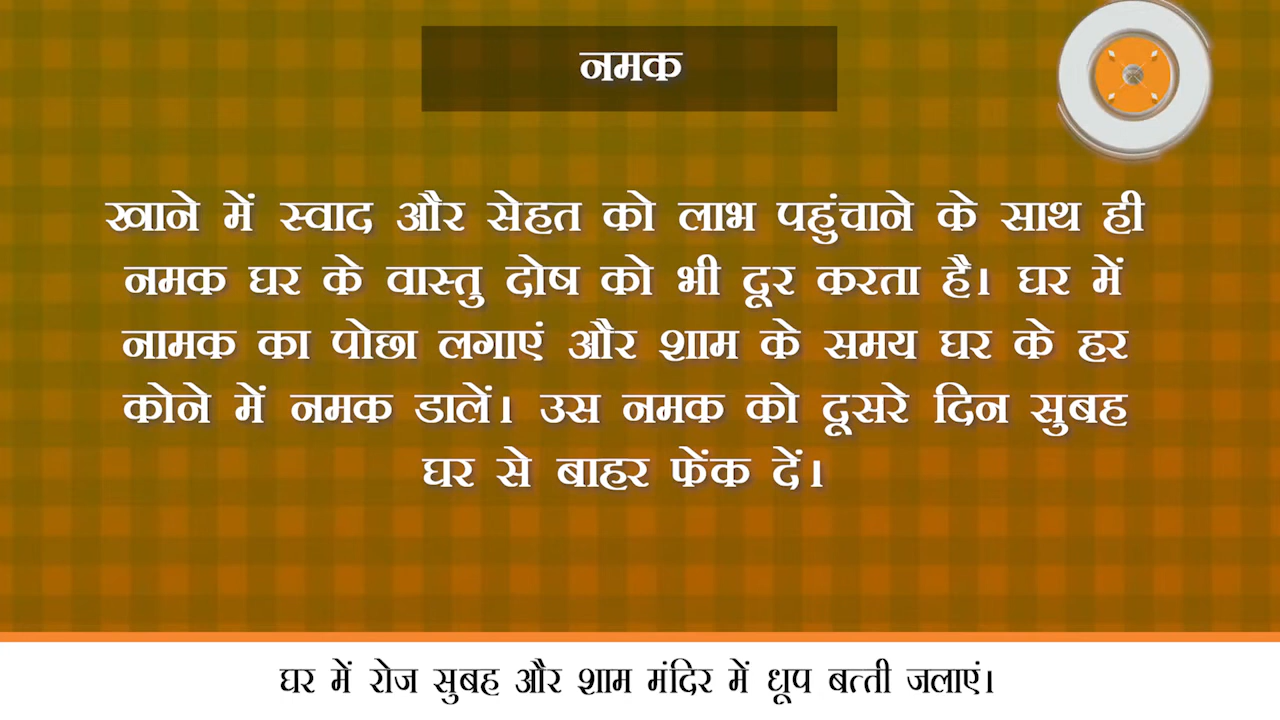 नमक
खाने में स्वाद और सेहत को लाभ पहुंचाने के साथ ही
नमक घर के वास्तु दोष को भी दूर करता है। घर में
नामक का पोछा लगाएं और शाम के समय घर के हर
कोने में नमक डालें। उस नमक को दूसरे दिन सुबह
घर से बाहर फेंक दें।
घर में रोज सुबह और शाम मंदिर में धूप बत्ती जलाएं।